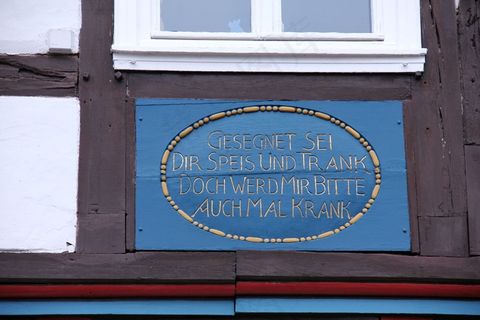 GESEGNET SEI
DIR SPEIS UND TRANK
DOCH WERD MIR BITTE
AUCH MAL KRANK